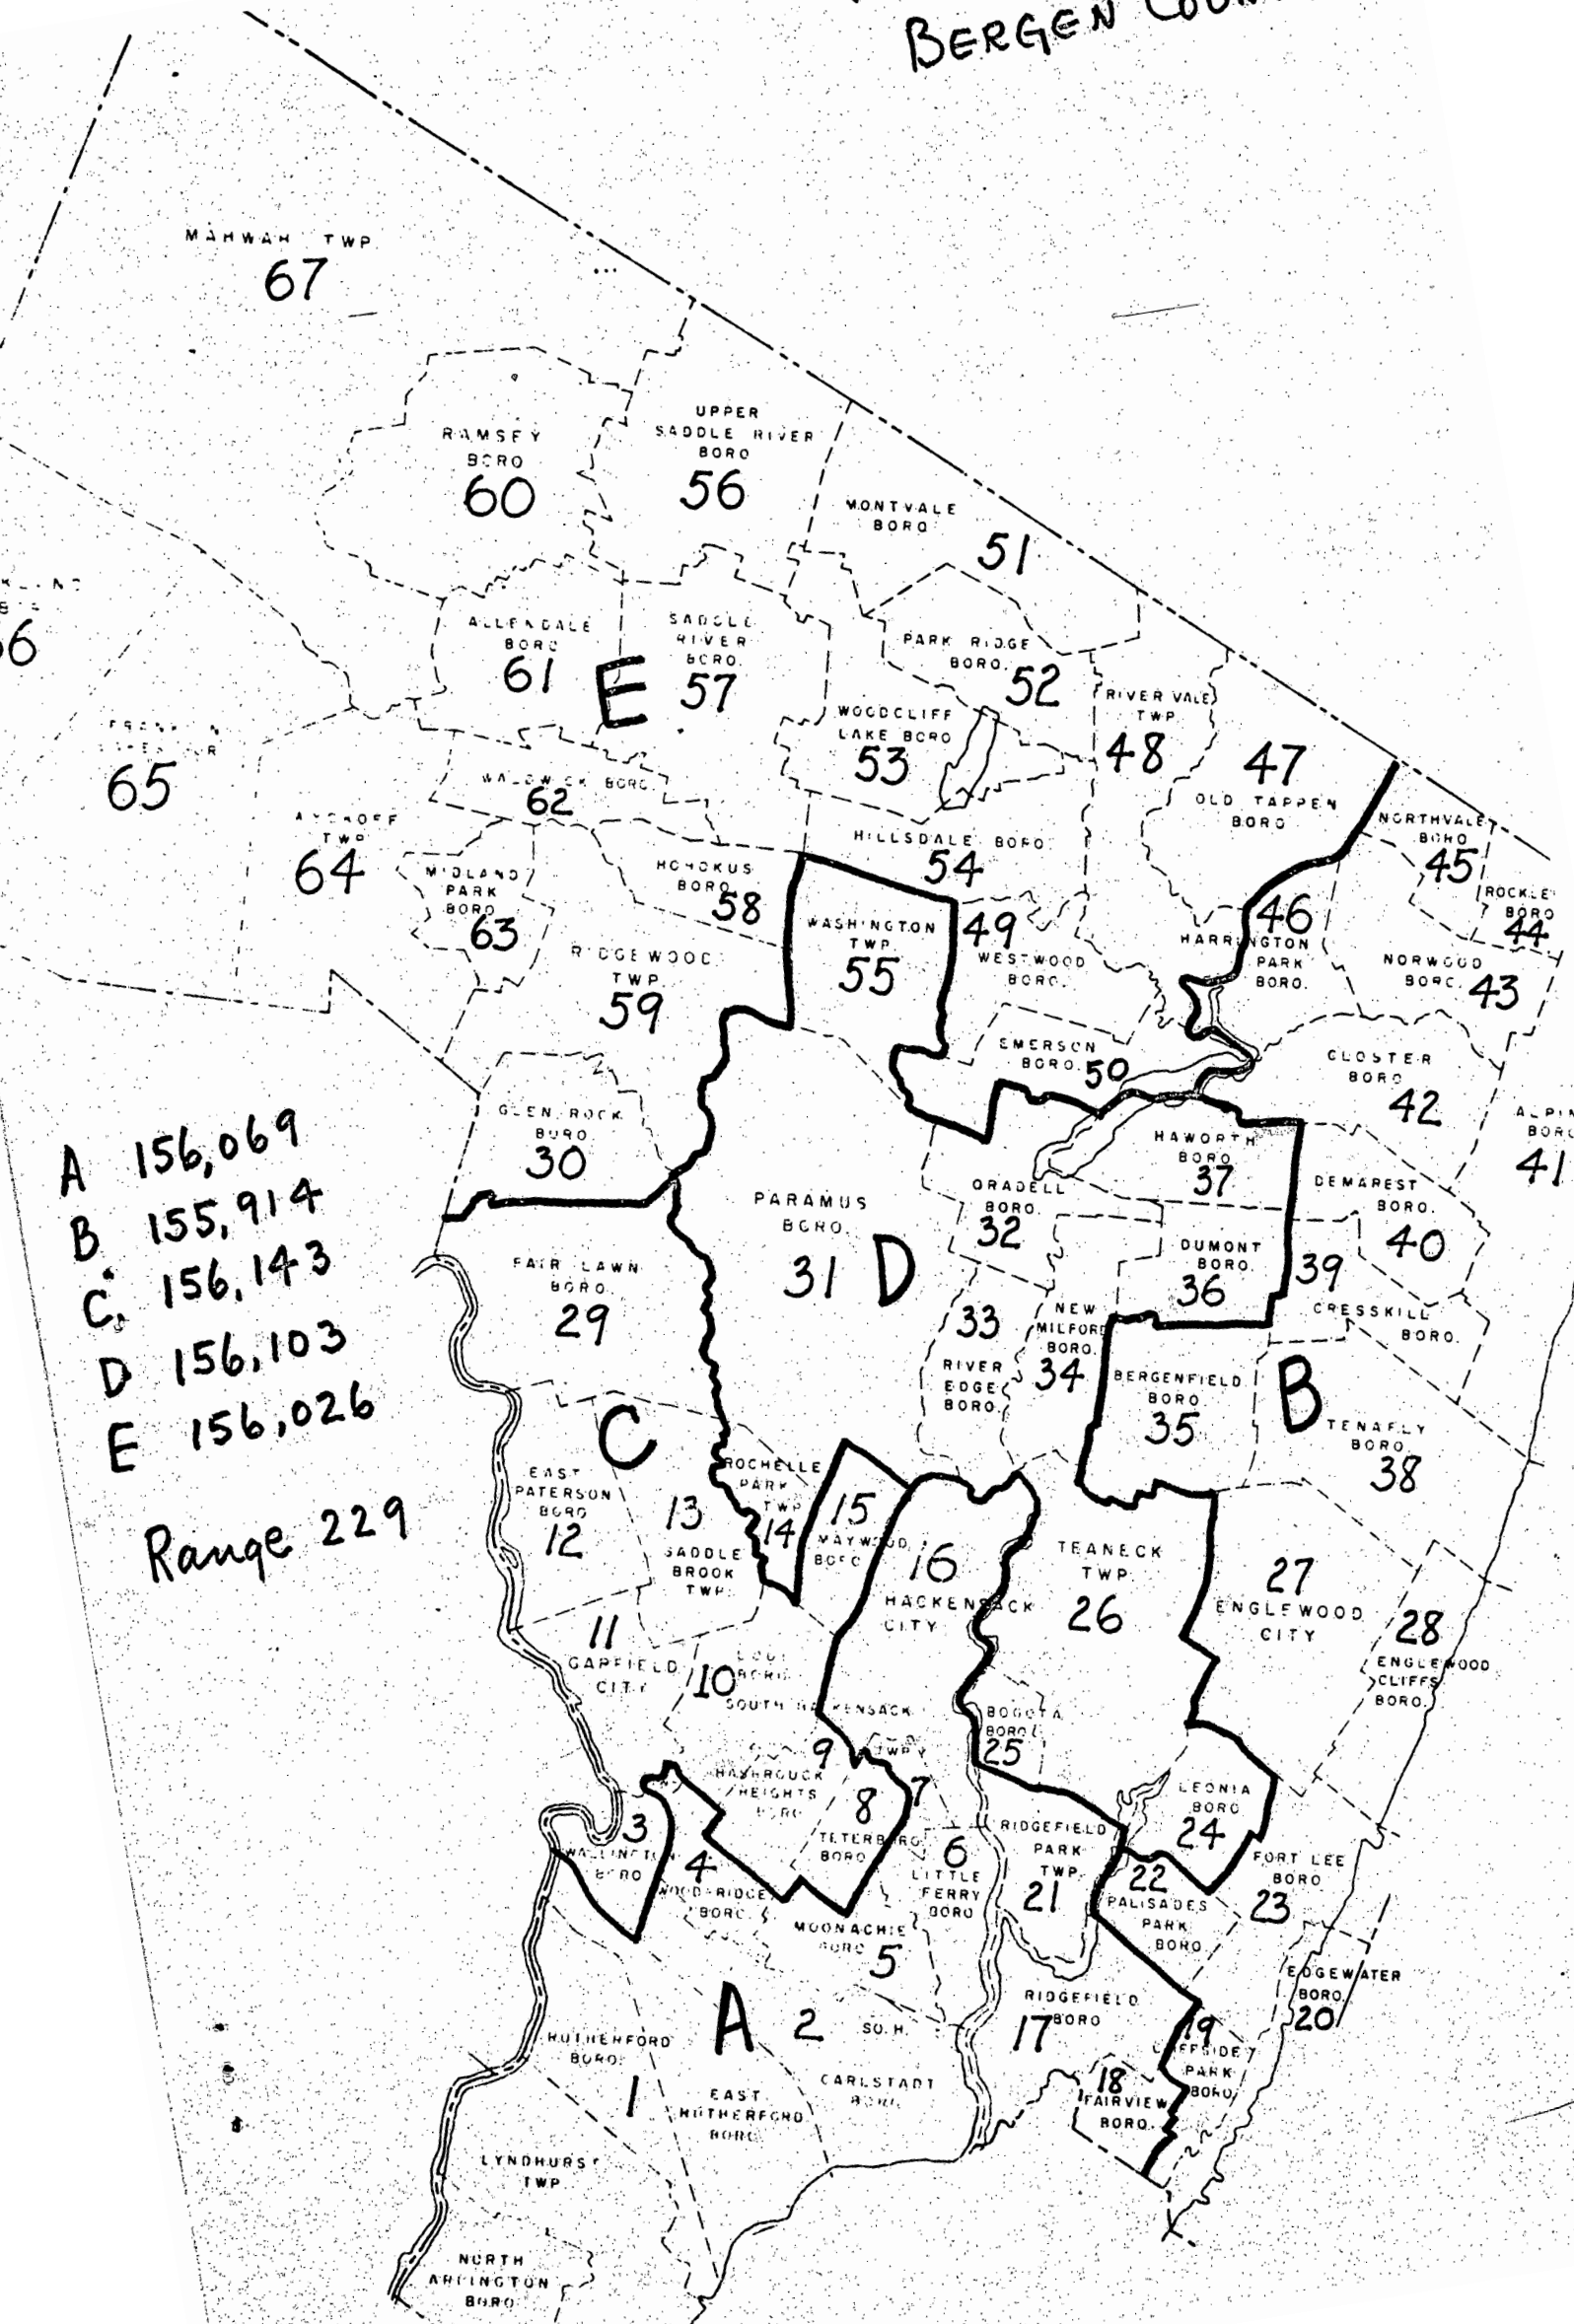 BERGEN
MAHWAH TWP.
67
RAMSEY
BORO
60
UPPER
SADDLE RIVER
BORO
56
MONTVALE
BORO
51
ALLENDALE
BORO
61
E
SADDLE
RIVER
BORO.
57
PARK RIDGE
BORO.
52
RIVER VALE
TWP.
48
WOODCLIFF
LAKE BORO
53
47
OLD TAPPEN
BORO
65
WALDWICK BORO.
62
TWP.
64
MIDLAND
PARK
BORO
63
HOHOKUS
BORO.
58
HILLSDALE BORO.
54
NORTHVALE
BORO
45
BORO
44
RIDGEWOOD
TWP.
59
WASHINGTON
TWP.
55
49
WESTWOOD
BORO.
46
HARRINGTON
PARK
BORO.
NORWOOD
BORO. 43
EMERSON
BORO. 50
CLOSTER
BORO
42
41
GLEN ROCK
BORO.
30
HAWORTH
BORO
37
DEMAREST
BORO.
40
A 156,069
B. 155,914
C. 156,143
D 156,103
E 156,026
Range 229
PARAMUS
BORO.
31 D
ORADELL
BORO.
32
DUMONT
BORO.
36
39
CRESSKILL
BORO.
FAIR LAWN
BORO.
29
33
RIVER
EDGE
BORO.
NEW
MILFORD
BORO.
34
BERGENFIELD
BORO.
35
B
TENAFLY
BORO.
38
C
EAST
PATERSON
BORO
12
13
SADDLE
BROOK
TWP.
ROCHELLE
PARK
TWP
14
15
MAYWOOD
BORO
16
HACKENSACK
CITY
TEANECK
TWP.
26
27
ENGLEWOOD
CITY
28
ENGLEWOOD
CLIFFS
BORO.
11
GARFIELD
CITY
10
SOUTH HACKENSACK
TWP
9
HASBROUCK
HEIGHTS
BORO
8
TETERBORO
BORO
7
BOGOTA
BORO
25
LEONIA
BORO
24
3
WALLINGTON
BORO
4
WOOD-RIDGE
BORO.
6
LITTLE
FERRY
BORO
RIDGEFIELD
PARK
TWP.
21
22
PALISADES
PARK
BORO.
FORT LEE
BORO
23
MOONACHIE
BORO
5
EDGEWATER
BORO.
20
A
2 SO. H.
RIDGEFIELD
BORO
17
19
CLIFFSIDE
PARK
BORO
18
FAIRVIEW
BORO.
RUTHERFORD
BORO.
1
EAST
RUTHERFORD
BORO.
CARLSTADT
BORO.
LYNDHURST
TWP.
NORTH
ARLINGTON
BORO